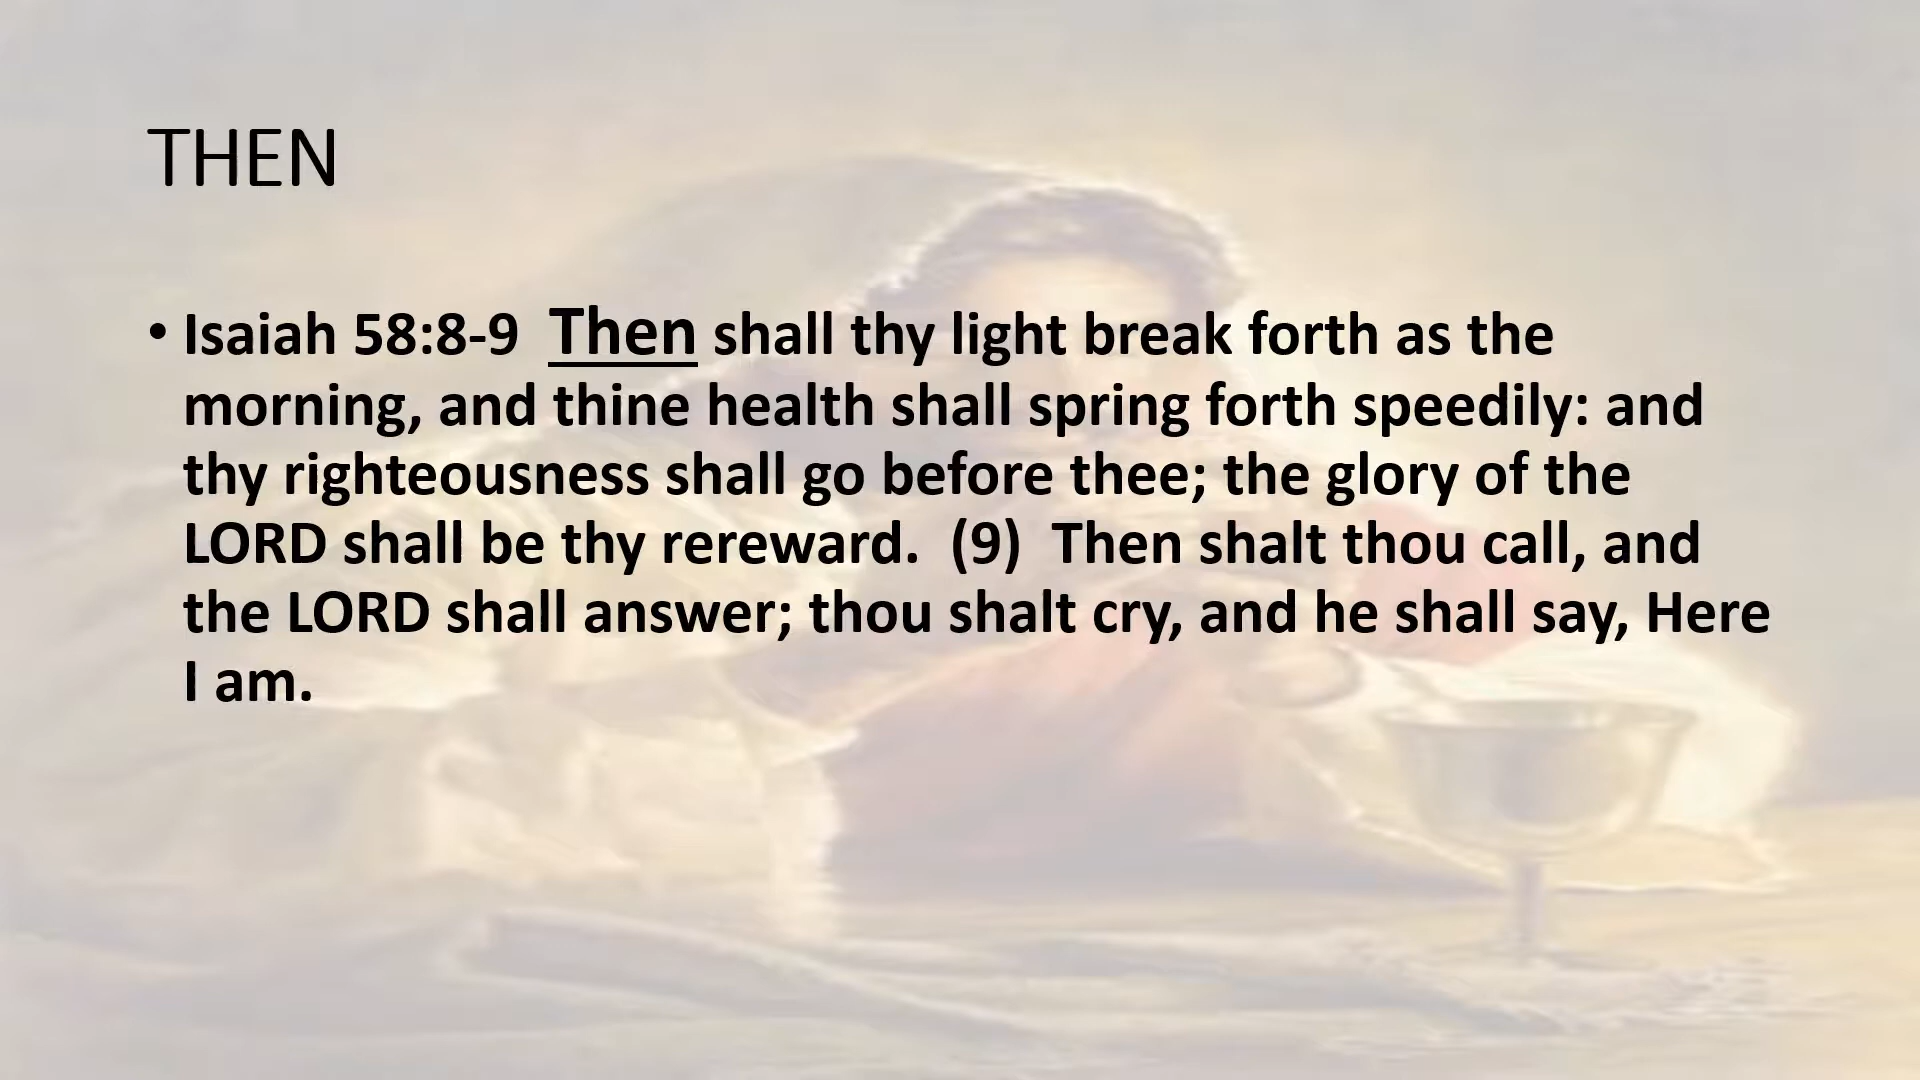 THEN
• Isaiah 58:8-9  Then shall thy light break forth as the
morning, and thine health shall spring forth speedily: and
thy righteousness shall go before thee; the glory of the
LORD shall be thy rereward.  (9)  Then shalt thou call, and
the LORD shall answer; thou shalt cry, and he shall say, Here
I am.